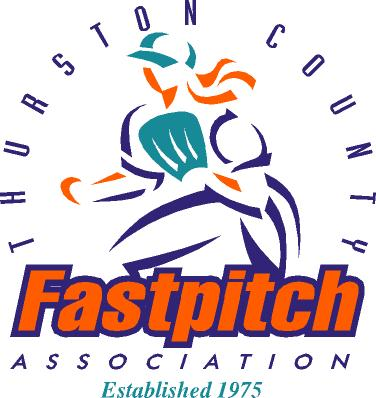 THURSTON COUNTY
Fastpitch
ASSOCIATION
Established 1975